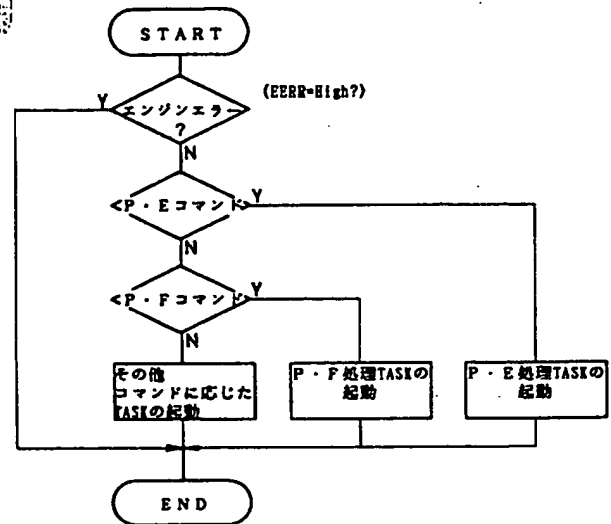 START
(EERR=High?)
Y
エンジンエラー
?
N
<P・Eコマンド>
Y
N
<P・Fコマンド>
Y
N
その他
コマンドに応じた
TASKの起動
P・F処理TASKの
起動
P・E処理TASKの
起動
END